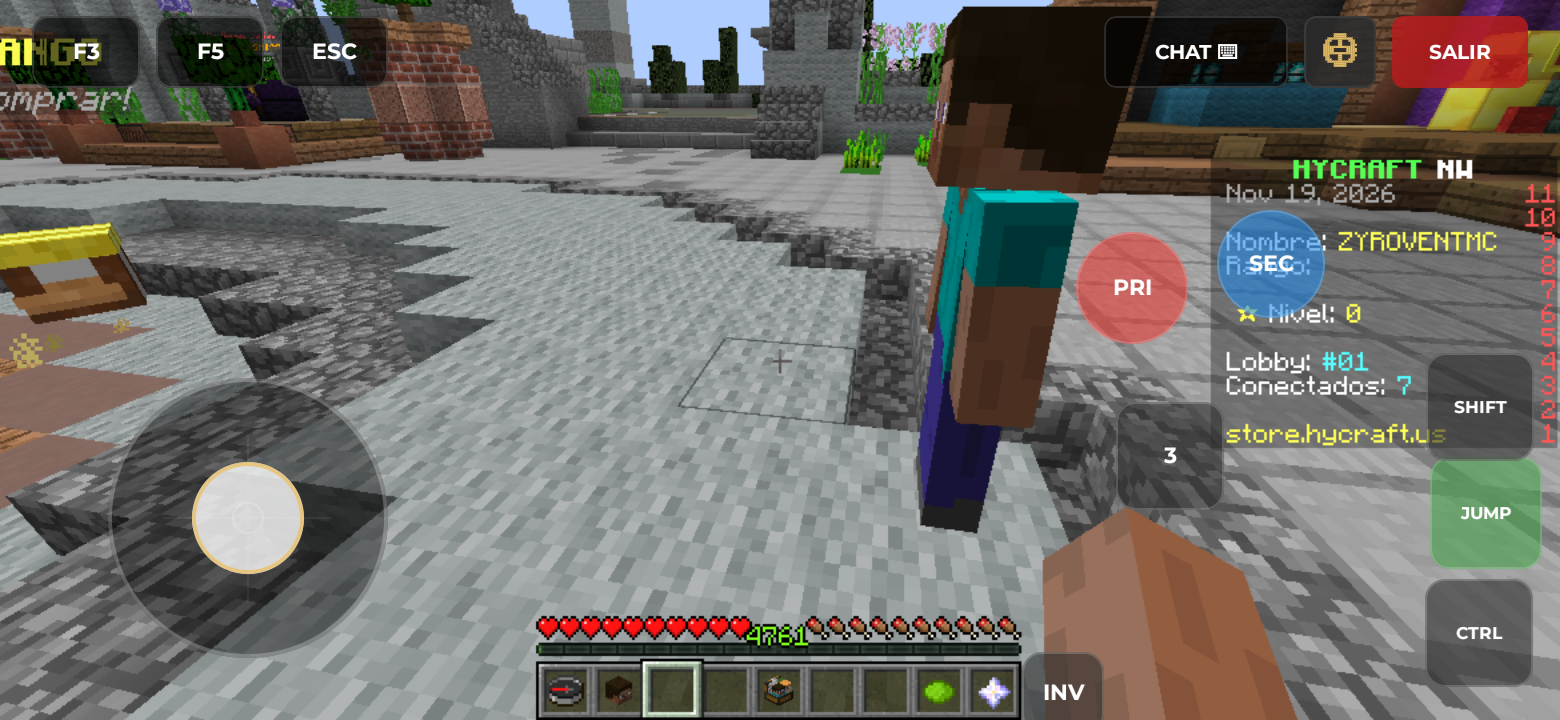 F3
F5
ESC
CHAT
SALIR
omprar!
HYCRAFT NW
Nov 19, 2026
11
10
Nombre: ZYROVENTMC
9
Rango:
8
SEC
7
Nivel: 0
6
5
Lobby: #01
4
Conectados: 7
3
2
store.hycraft.us
1
PRI
SHIFT
3
JUMP
CTRL
4761
INV